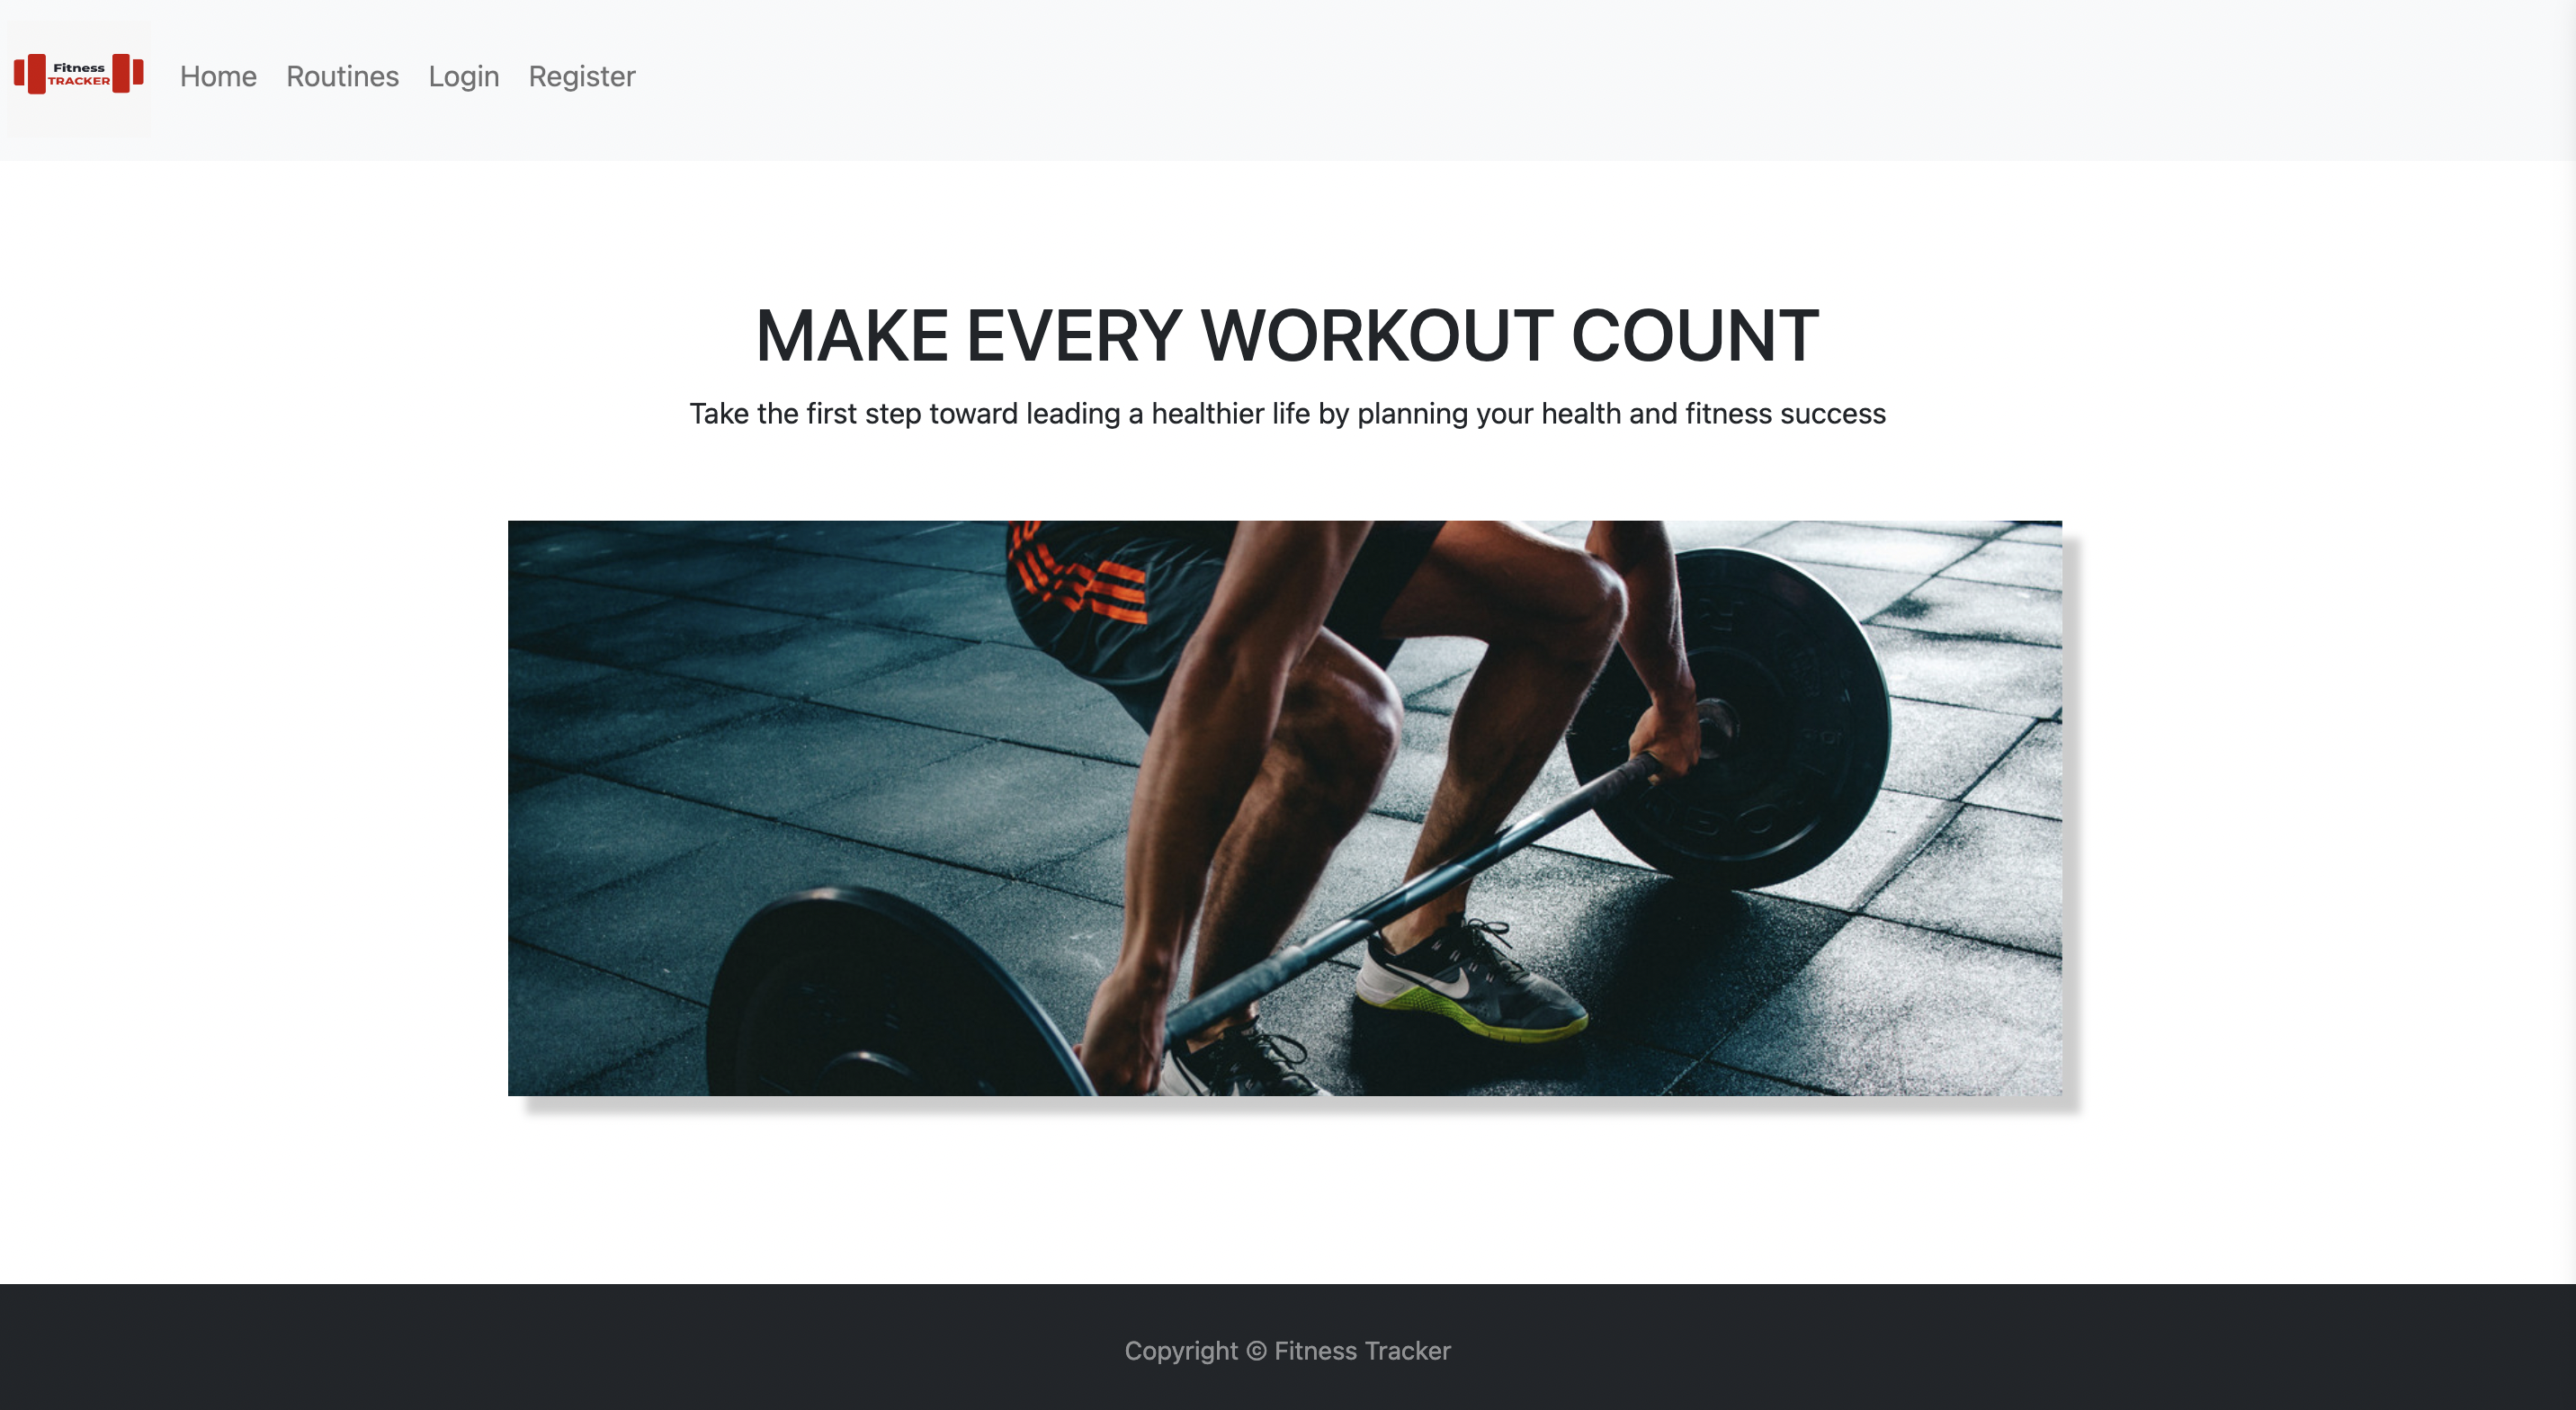 Fitness
TRACKER
Home Routines Login Register
MAKE EVERY WORKOUT COUNT
Take the first step toward leading a healthier life by planning your health and fitness success
Copyright © Fitness Tracker